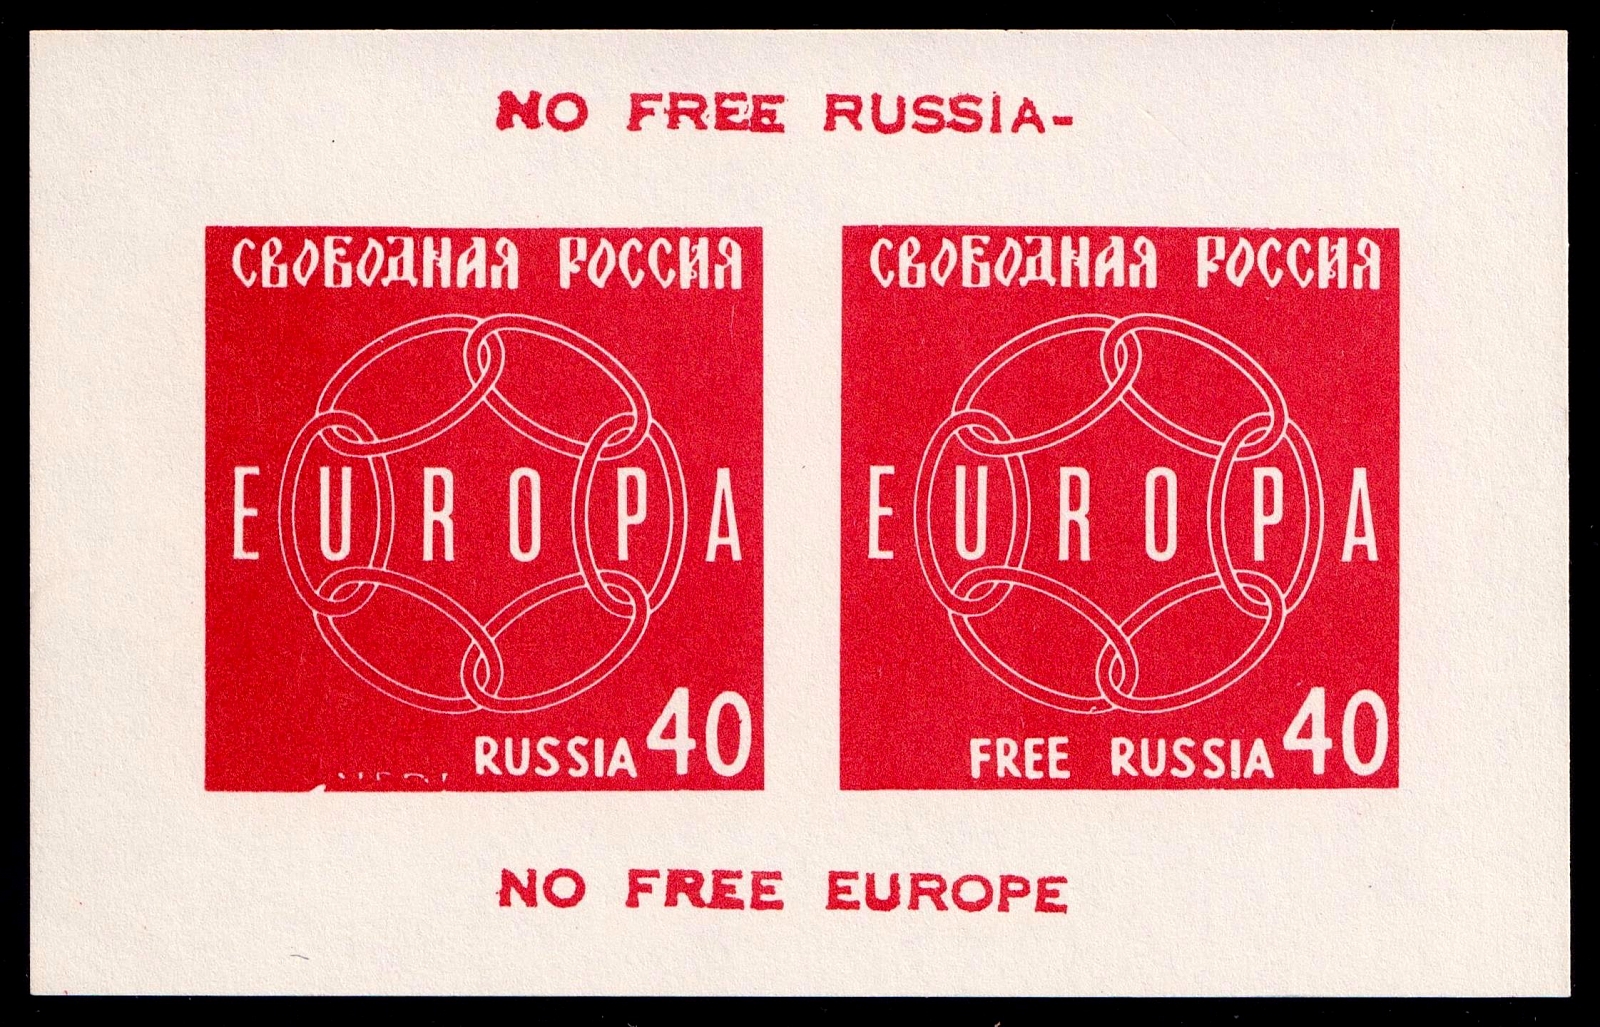 NO FREE RUSSIA-
СВОБОДНАЯ РОССИЯ
EUROPA
RUSSIA 40
СВОБОДНАЯ РОССИЯ
EUROPA
FREE RUSSIA 40
NO FREE EUROPE